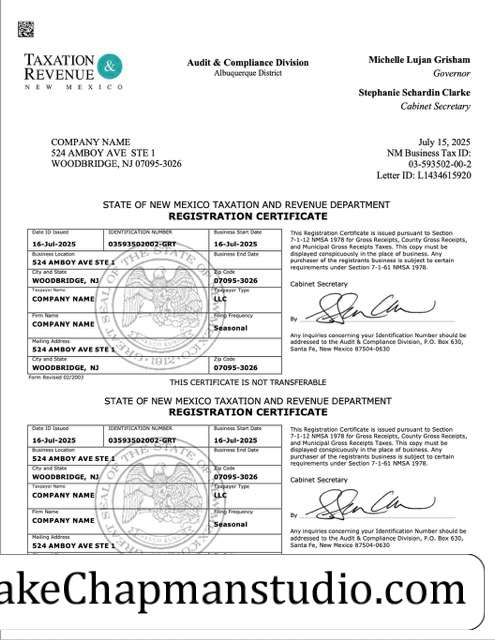 TAXATION
& 
REVENUE
NEW MEXICO
Audit & Compliance Division
Albuquerque District
Michelle Lujan Grisham
Governor
Stephanie Schardin Clarke
Cabinet Secretary
COMPANY NAME
524 AMBOY AVE STE 1
WOODBRIDGE, NJ 07095-3026
July 15, 2025
NM Business Tax ID:
03-593502-00-2
Letter ID: L1434615920
STATE OF NEW MEXICO TAXATION AND REVENUE DEPARTMENT
REGISTRATION CERTIFICATE
Date ID Issued
16-Jul-2025
IDENTIFICATION NUMBER
03593502002-GRT
Business Start Date
16-Jul-2025
Business Location
524 AMBOY AVE STE 1
Business End Date
City and State
WOODBRIDGE, NJ
Zip Code
07095-3026
Taxpayer Name
COMPANY NAME
Taxpayer Type
LLC
Firm Name
COMPANY NAME
Filing Frequency
Seasonal
Mailing Address
524 AMBOY AVE STE 1
City and State
WOODBRIDGE, NJ
Zip Code
07095-3026
Form Revised 02/2003
This Registration Certificate is issued pursuant to Section
7-1-12 NMSA 1978 for Gross Receipts, County Gross Receipts,
and Municipal Gross Receipts Taxes. This copy must be
displayed conspicuously in the place of business. Any
purchaser of the registrants business is subject to certain
requirements under Section 7-1-61 NMSA 1978.
Cabinet Secretary
By
Any inquiries concerning your Identification Number should be
addressed to the Audit & Compliance Division, P.O. Box 630,
Santa Fe, New Mexico 87504-0630
THIS CERTIFICATE IS NOT TRANSFERABLE
STATE OF NEW MEXICO TAXATION AND REVENUE DEPARTMENT
REGISTRATION CERTIFICATE
Date ID Issued
16-Jul-2025
IDENTIFICATION NUMBER
03593502002-GRT
Business Start Date
16-Jul-2025
Business Location
524 AMBOY AVE STE 1
Business End Date
City and State
WOODBRIDGE, NJ
Zip Code
07095-3026
Taxpayer Name
COMPANY NAME
Taxpayer Type
LLC
Firm Name
COMPANY NAME
Filing Frequency
Seasonal
Mailing Address
524 AMBOY AVE STE 1
This Registration Certificate is issued pursuant to Section
7-1-12 NMSA 1978 for Gross Receipts, County Gross Receipts,
and Municipal Gross Receipts Taxes. This copy must be
displayed conspicuously in the place of business. Any
purchaser of the registrants business is subject to certain
requirements under Section 7-1-61 NMSA 1978.
Cabinet Secretary
By
Any inquiries concerning your Identification Number should be
addressed to the Audit & Compliance Division, P.O. Box 630,
Santa Fe, New Mexico 87504-0630
akeChapmanstudio.com